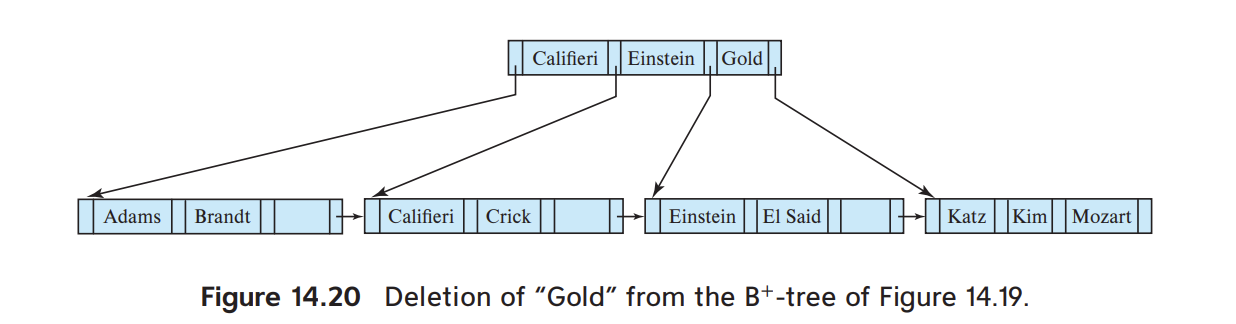 Califieri Einstein Gold
Adams Brandt Califieri Crick Einstein El Said Katz Kim Mozart
Figure 14.20 Deletion of “Gold” from the B+-tree of Figure 14.19.